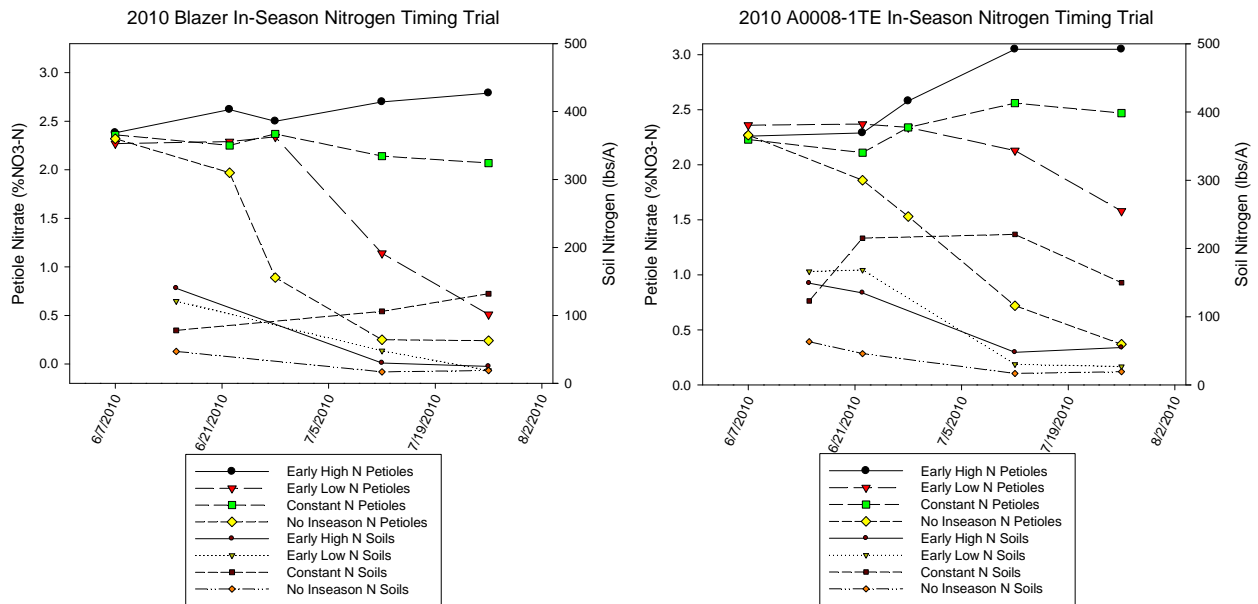 2010 Blazer In-Season Nitrogen Timing Trial
Petiole Nitrate (%NO3-N)
3.0
2.5
2.0
1.5
1.0
0.5
0.0
500
400
300
200
100
0
Soil Nitrogen (lbs/A)
6/7/2010
6/21/2010
7/5/2010
7/19/2010
8/2/2010
Early High N Petioles
Early Low N Petioles
Constant N Petioles
No Inseason N Petioles
Early High N Soils
Early Low N Soils
Constant N Soils
No Inseason N Soils
2010 A0008-1TE In-Season Nitrogen Timing Trial
Petiole Nitrate (%NO3-N)
3.0
2.5
2.0
1.5
1.0
0.5
0.0
500
400
300
200
100
0
Soil Nitrogen (lbs/A)
6/7/2010
6/21/2010
7/5/2010
7/19/2010
8/2/2010
Early High N Petioles
Early Low N Petioles
Constant N Petioles
No Inseason N Petioles
Early High N Soils
Early Low N Soils
Constant N Soils
No Inseason N Soils